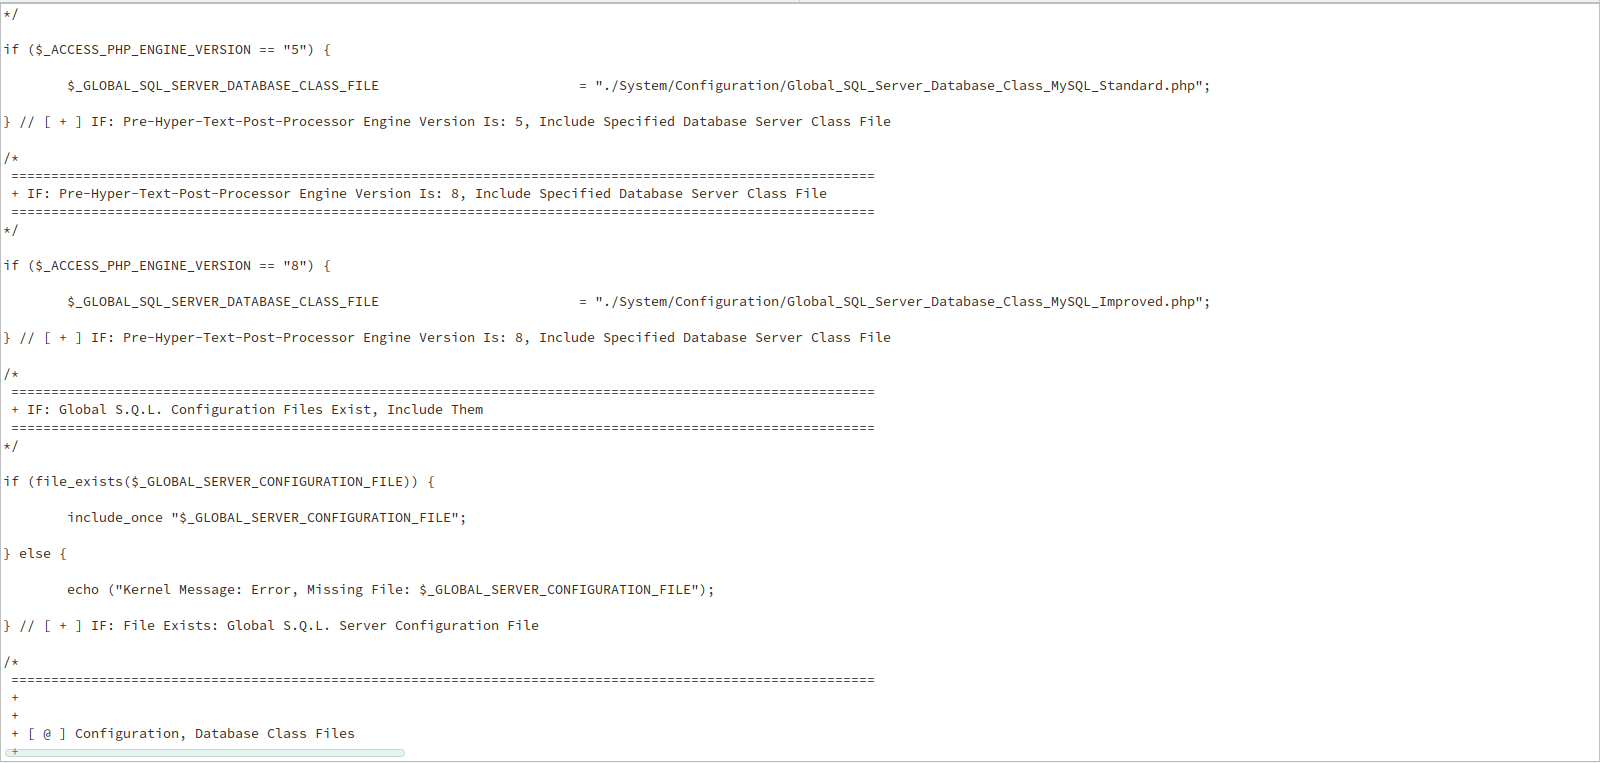 */
if ($_ACCESS_PHP_ENGINE_VERSION == "5") {
$_GLOBAL_SQL_SERVER_DATABASE_CLASS_FILE = "./System/Configuration/Global_SQL_Server_Database_Class_MySQL_Standard.php";
} // [ + ] IF: Pre-Hyper-Text-Post-Processor Engine Version Is: 5, Include Specified Database Server Class File
/*
============================================================================================================
+ IF: Pre-Hyper-Text-Post-Processor Engine Version Is: 8, Include Specified Database Server Class File
============================================================================================================
*/
if ($_ACCESS_PHP_ENGINE_VERSION == "8") {
$_GLOBAL_SQL_SERVER_DATABASE_CLASS_FILE = "./System/Configuration/Global_SQL_Server_Database_Class_MySQL_Improved.php";
} // [ + ] IF: Pre-Hyper-Text-Post-Processor Engine Version Is: 8, Include Specified Database Server Class File
/*
============================================================================================================
+ IF: Global S.Q.L. Configuration Files Exist, Include Them
============================================================================================================
*/
if (file_exists($_GLOBAL_SERVER_CONFIGURATION_FILE)) {
include_once "$_GLOBAL_SERVER_CONFIGURATION_FILE";
} else {
echo ("Kernel Message: Error, Missing File: $_GLOBAL_SERVER_CONFIGURATION_FILE");
} // [ + ] IF: File Exists: Global S.Q.L. Server Configuration File
/*
============================================================================================================
+
+
+ [ @ ] Configuration, Database Class Files
+